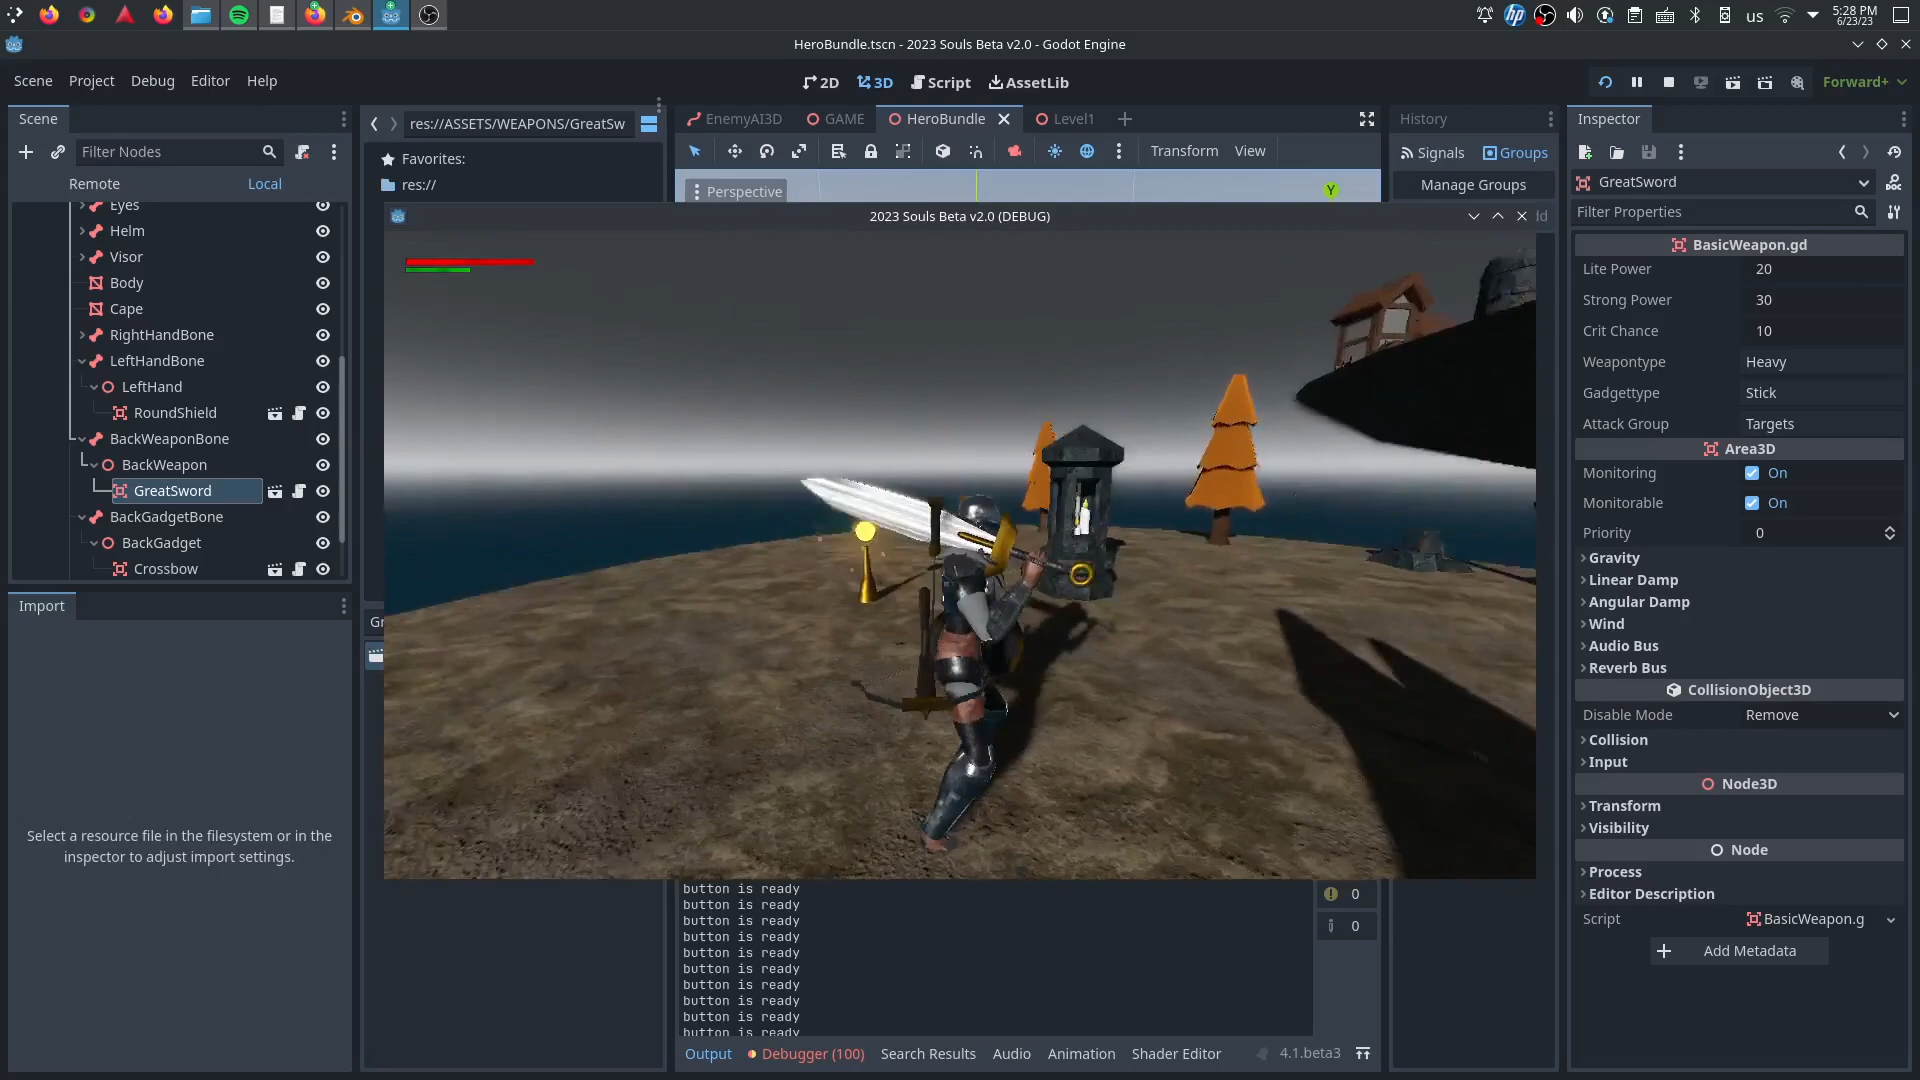 us
5:28 PM
6/23/23
HeroBundle.tscn - 2023 Souls Beta v2.0 - Godot Engine
Scene Project Debug Editor Help
2D 3D Script AssetLib
Forward+
Scene
Filter Nodes
Remote Local
Eyes
Helm
Visor
Body
Cape
RightHandBone
LeftHandBone
LeftHand
RoundShield
BackWeaponBone
BackWeapon
GreatSword
BackGadgetBone
BackGadget
Crossbow
Import
Select a resource file in the filesystem or in the
inspector to adjust import settings.
res://ASSETS/WEAPONS/GreatSw
Favorites:
res://
Gr
EnemyAI3D GAME HeroBundle Level1
Transform View
Perspective
Y
2023 Souls Beta v2.0 (DEBUG)
button is ready
button is ready
button is ready
button is ready
button is ready
button is ready
button is ready
button is ready
button is ready
button is ready
0
0
Output Debugger (100) Search Results Audio Animation Shader Editor 4.1.beta3
History
Signals Groups
Manage Groups
Inspector
GreatSword
Filter Properties
BasicWeapon.gd
Lite Power 20
Strong Power 30
Crit Chance 10
Weapontype Heavy
Gadgettype Stick
Attack Group Targets
Area3D
Monitoring On
Monitorable On
Priority 0
Gravity
Linear Damp
Angular Damp
Wind
Audio Bus
Reverb Bus
CollisionObject3D
Disable Mode Remove
Collision
Input
Node3D
Transform
Visibility
Node
Process
Editor Description
Script BasicWeapon.g
Add Metadata